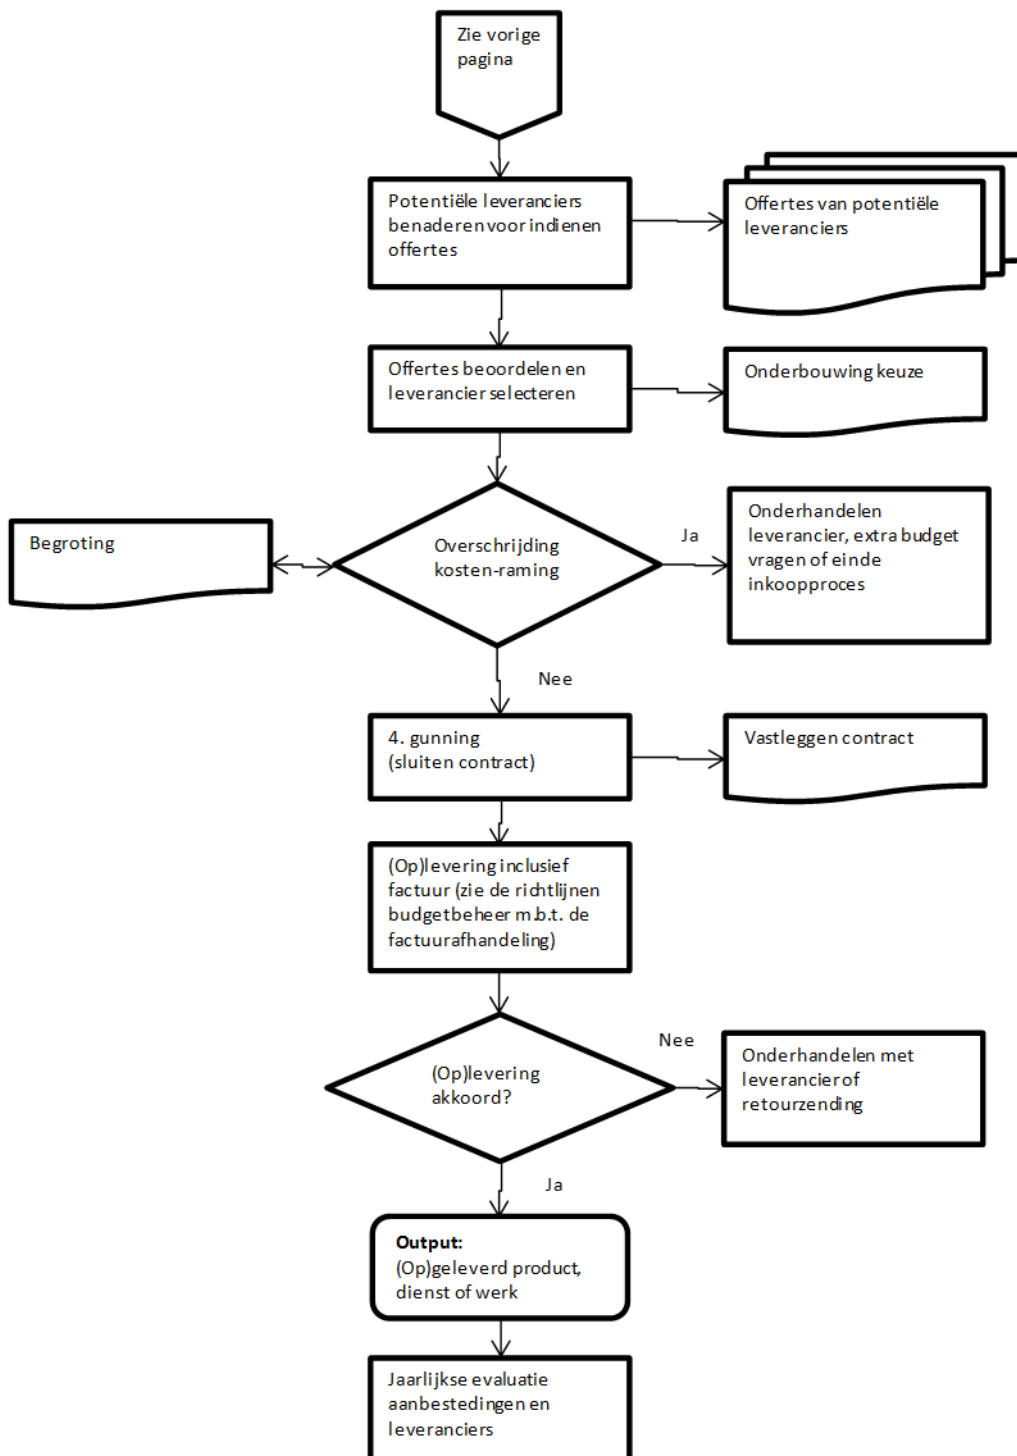 Zie vorige
pagina
Potentiële leveranciers
benaderen voor indienen
offertes
Offertes van potentiële
leveranciers
Offertes beoordelen en
leverancier selecteren
Onderbouwing keuze
Begroting
Overschrijding
kosten-raming
Ja
Onderhandelen
leverancier, extra budget
vragen of einde
inkoopproces
Nee
4. gunning
(sluiten contract)
Vastleggen contract
(Op)levering inclusief
factuur (zie de richtlijnen
budgetbeheer m.b.t. de
factuurafhandeling)
(Op)levering
akkoord?
Nee
Onderhandelen met
leverancier of
retourzending
Ja
Output:
(Op)geleverd product,
dienst of werk
Jaarlijkse evaluatie
aanbestedingen en
leveranciers